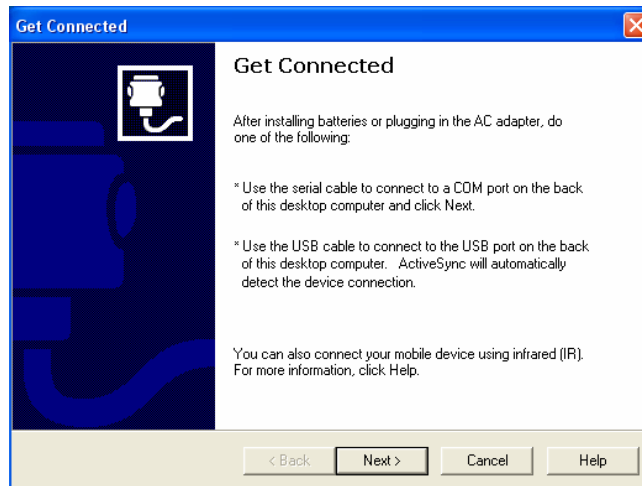 Get Connected
Get Connected
After installing batteries or plugging in the AC adapter, do
one of the following:
* Use the serial cable to connect to a COM port on the back
of this desktop computer and click Next.
* Use the USB cable to connect to the USB port on the back
of this desktop computer. ActiveSync will automatically
detect the device connection.
You can also connect your mobile device using infrared (IR).
For more information, click Help.
< Back Next > Cancel Help